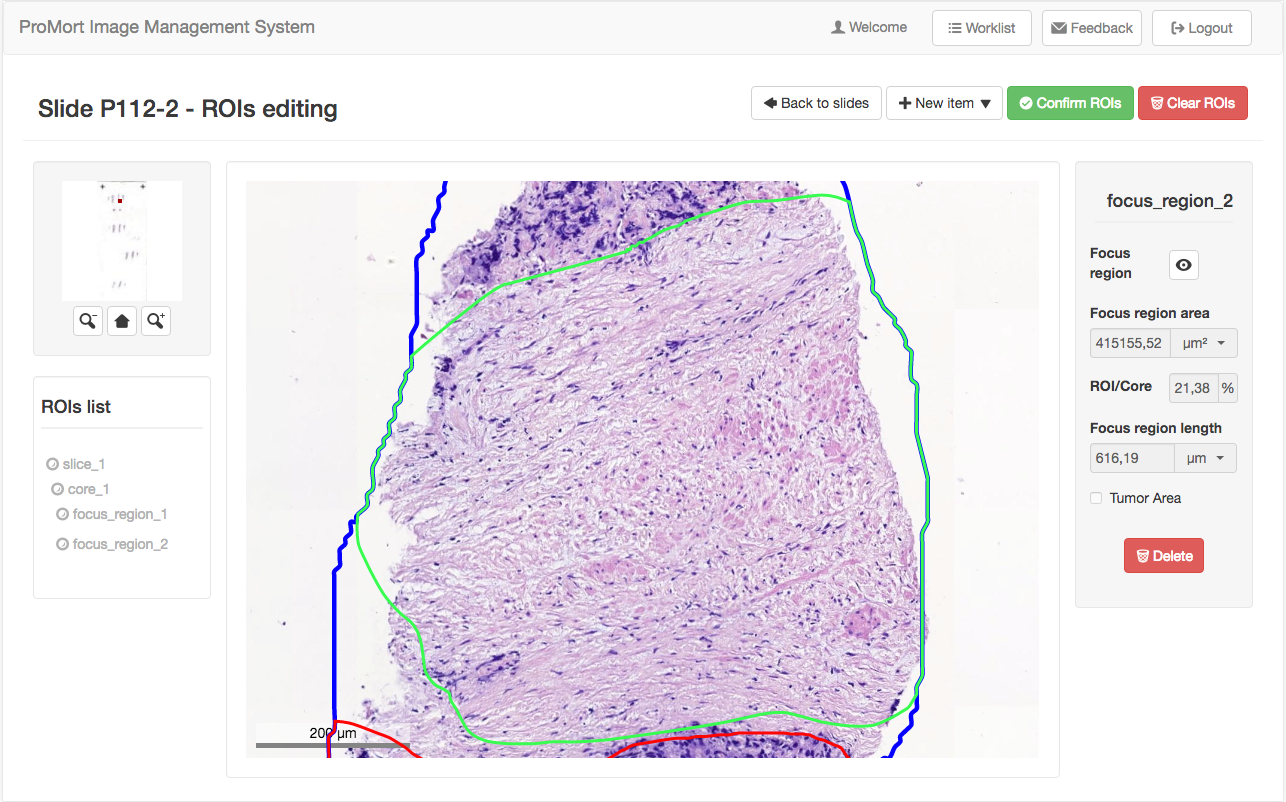 ProMort Image Management System
Welcome
Worklist
Feedback
Logout
Slide P112-2 - ROIs editing
Back to slides
New item
Confirm ROIs
Clear ROIs
ROIs list
slice_1
core_1
focus_region_1
focus_region_2
200 µm
focus_region_2
Focus
region
Focus region area
415155,52 µm²
ROI/Core 21,38 %
Focus region length
616,19 µm
Tumor Area
Delete